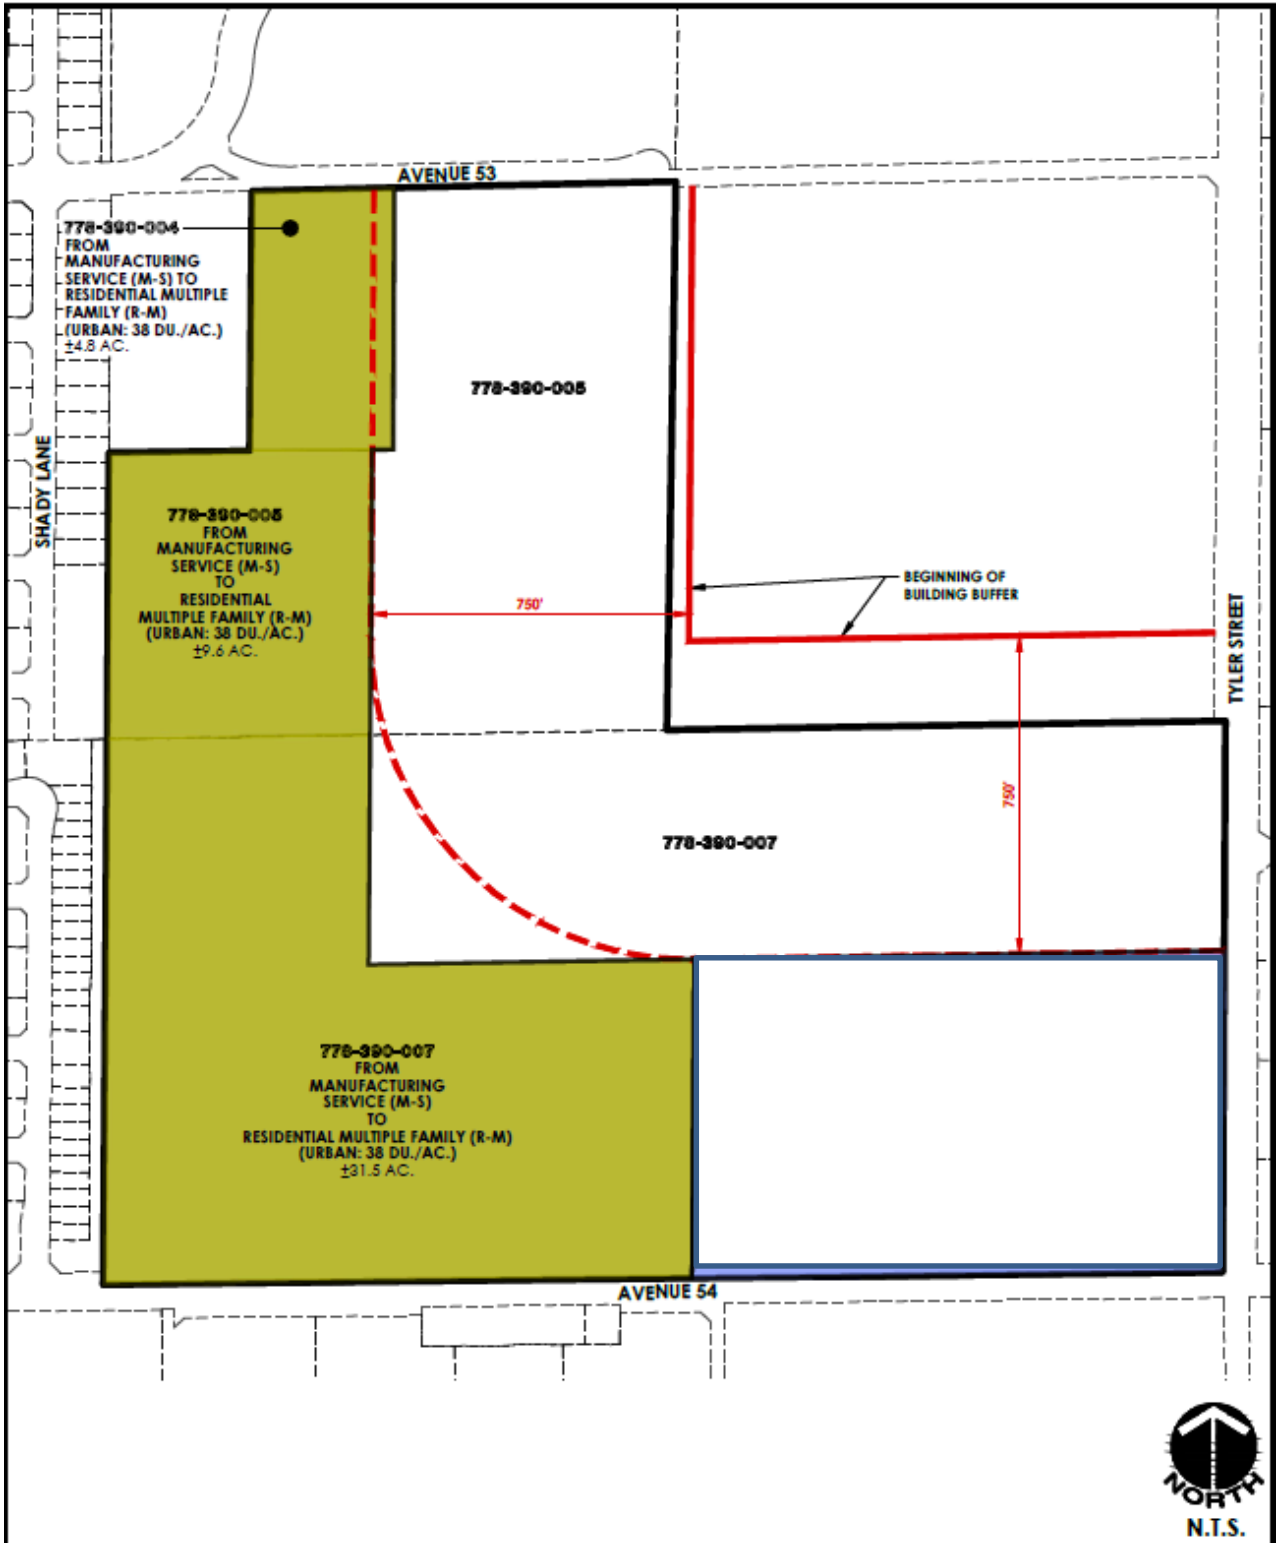 AVENUE 53
778-390-004
FROM
MANUFACTURING
SERVICE (M-S) TO
RESIDENTIAL MULTIPLE
FAMILY (R-M)
(URBAN: 38 DU./AC.)
±4.8 AC.
778-390-005
SHADY LANE
778-390-005
FROM
MANUFACTURING
SERVICE (M-S)
TO
RESIDENTIAL
MULTIPLE FAMILY (R-M)
(URBAN: 38 DU./AC.)
±9.6 AC.
750'
BEGINNING OF
BUILDING BUFFER
TYLER STREET
750'
778-390-007
778-390-007
FROM
MANUFACTURING
SERVICE (M-S)
TO
RESIDENTIAL MULTIPLE FAMILY (R-M)
(URBAN: 38 DU./AC.)
±31.5 AC.
AVENUE 54
NORTH
N.T.S.